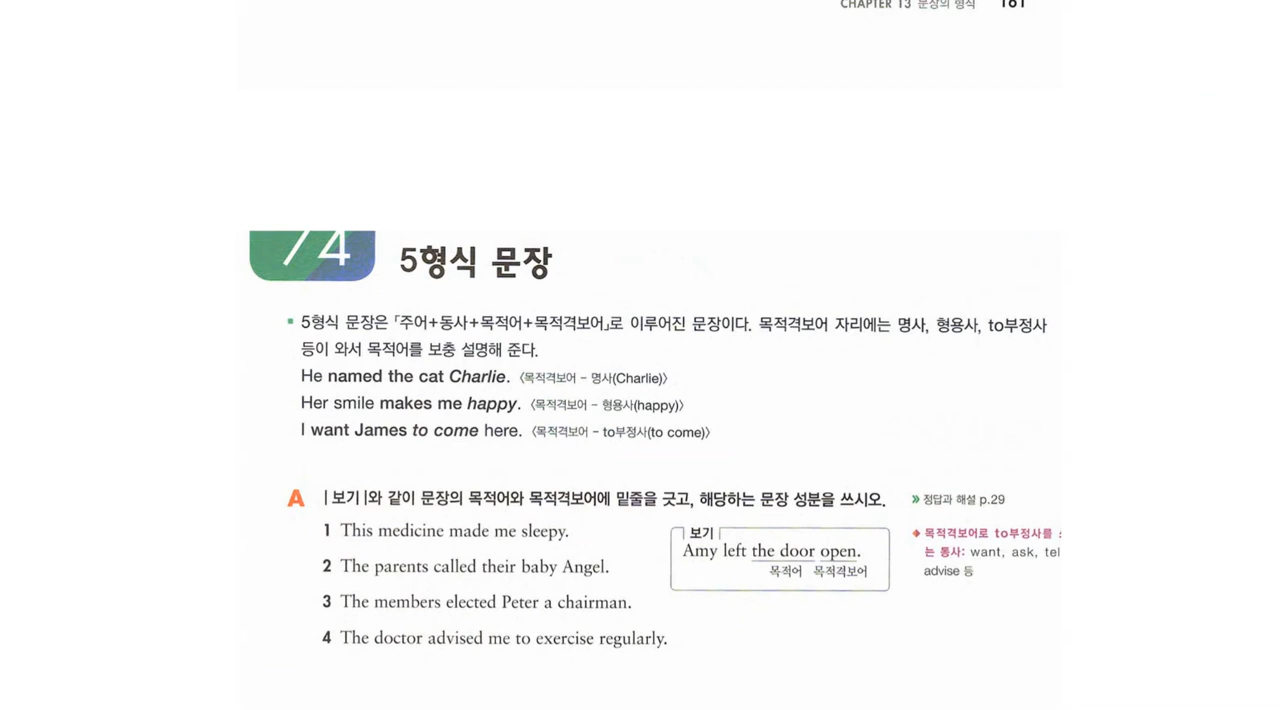 CHAPTER 13 문장의 형식 161
74 5형식 문장
▪ 5형식 문장은 「주어+동사+목적어+목적격보어」로 이루어진 문장이다. 목적격보어 자리에는 명사, 형용사, to부정사
등이 와서 목적어를 보충 설명해 준다.
He named the cat Charlie. 〈목적격보어 – 명사(Charlie)〉
Her smile makes me happy. 〈목적격보어 – 형용사(happy)〉
I want James to come here. 〈목적격보어 – to부정사(to come)〉
A |보기|와 같이 문장의 목적어와 목적격보어에 밑줄을 긋고, 해당하는 문장 성분을 쓰시오.
» 정답과 해설 p.29
1 This medicine made me sleepy.
2 The parents called their baby Angel.
3 The members elected Peter a chairman.
4 The doctor advised me to exercise regularly.
보기
Amy left the door open.
목적어 목적격보어
목적격보어로 to부정사를
는 동사: want, ask, tel
advise 등